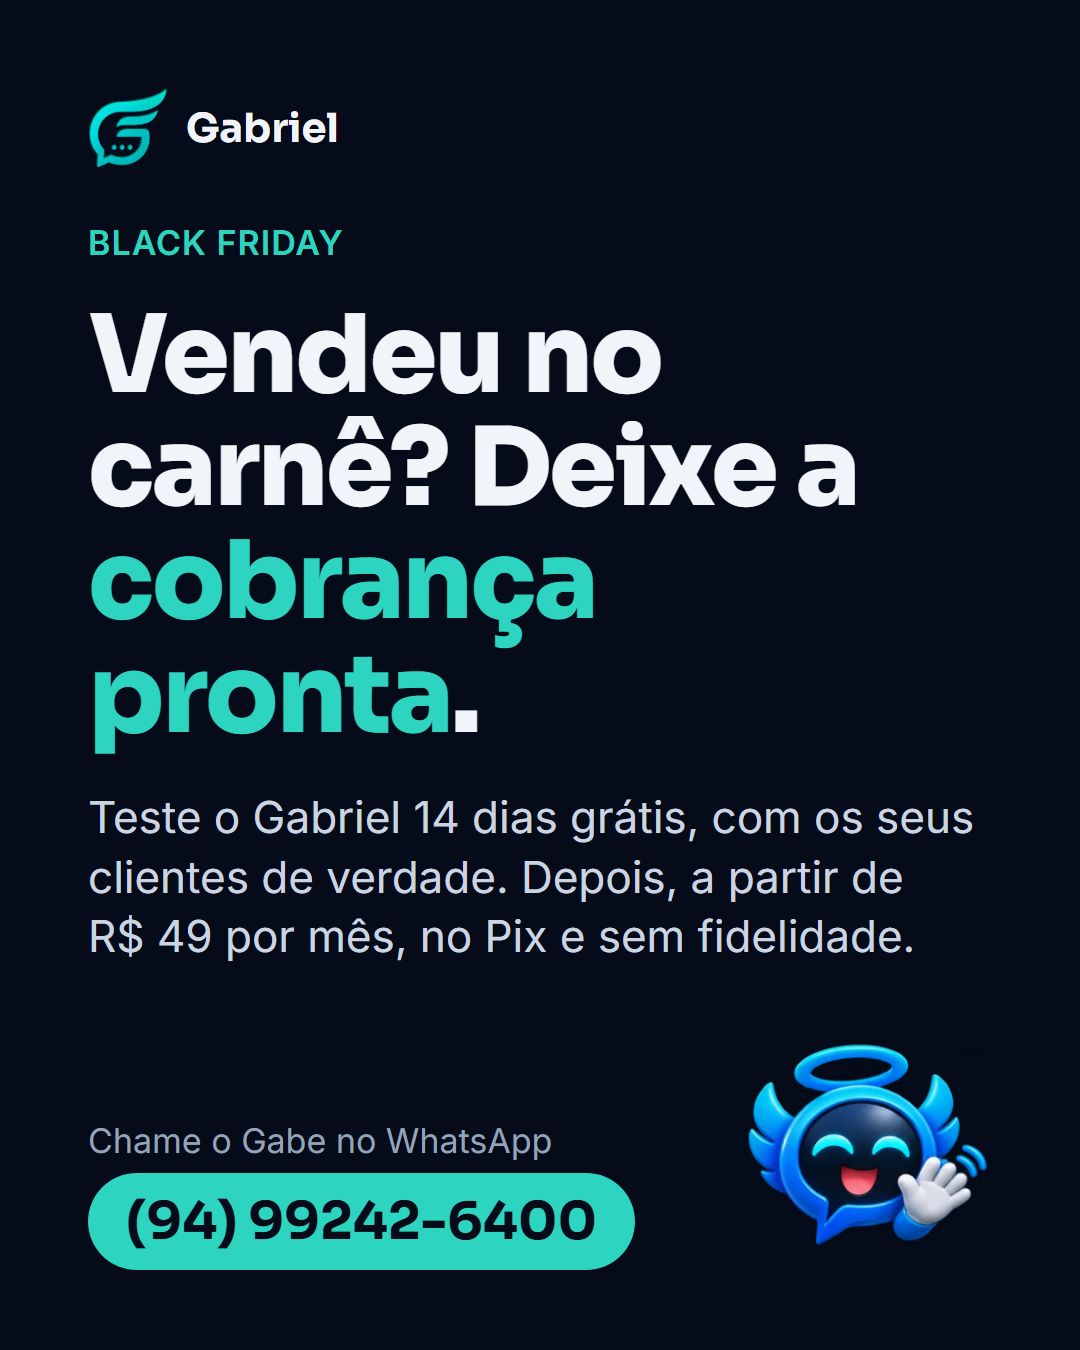 Gabriel
BLACK FRIDAY
Vendeu no
carnê? Deixe a
cobrança
pronta.
Teste o Gabriel 14 dias grátis, com os seus
clientes de verdade. Depois, a partir de
R$ 49 por mês, no Pix e sem fidelidade.
Chame o Gabe no WhatsApp
(94) 99242-6400